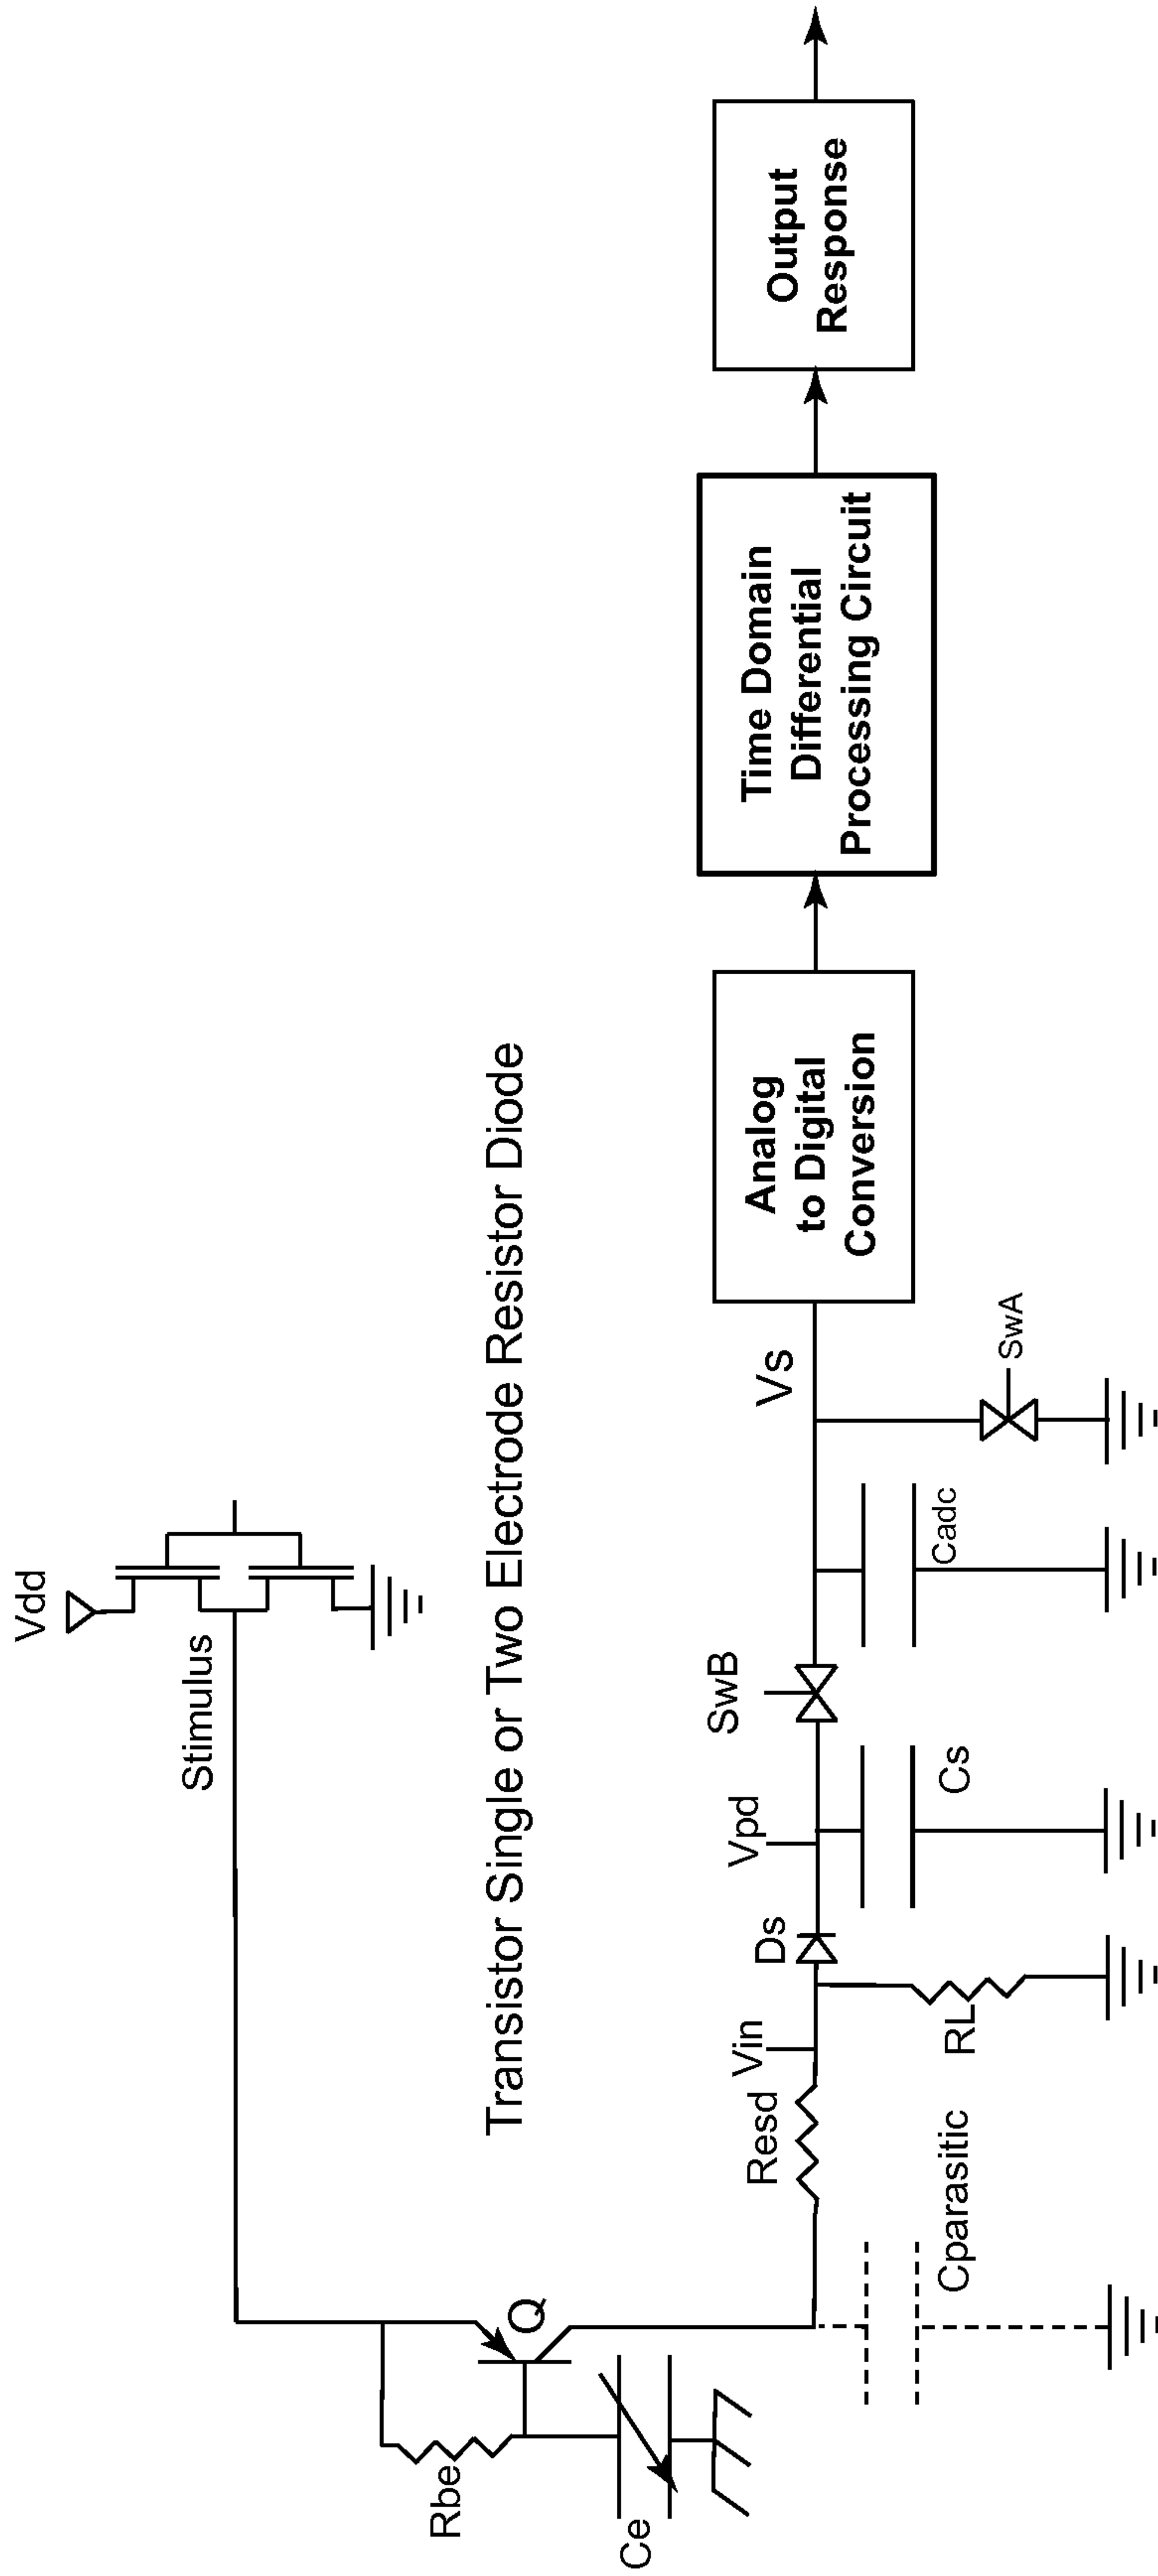 Vdd
Stimulus
Transistor Single or Two Electrode Resistor Diode
Rbe
Q
Ce
Resd
Vin
Ds
Vpd
SwB
Vs
Cparasitic
RL
Cs
Cadc
SwA
Analog
to Digital
Conversion
Time Domain
Differential
Processing Circuit
Output
Response